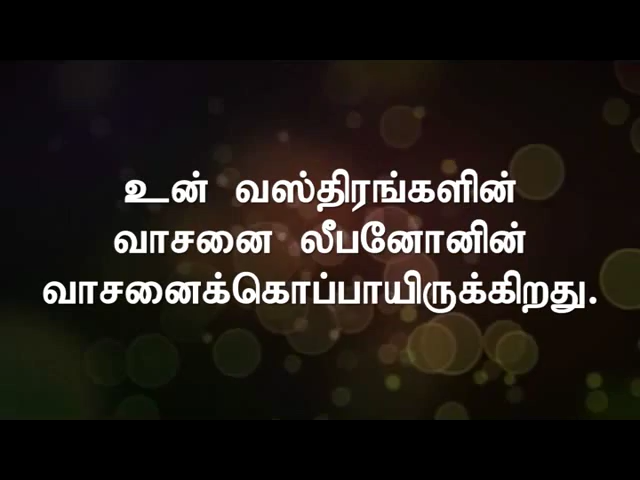 உன் வஸ்திரங்களின்
வாசனை லீபனோனின்
வாசனைக்கொப்பாயிருக்கிறது.